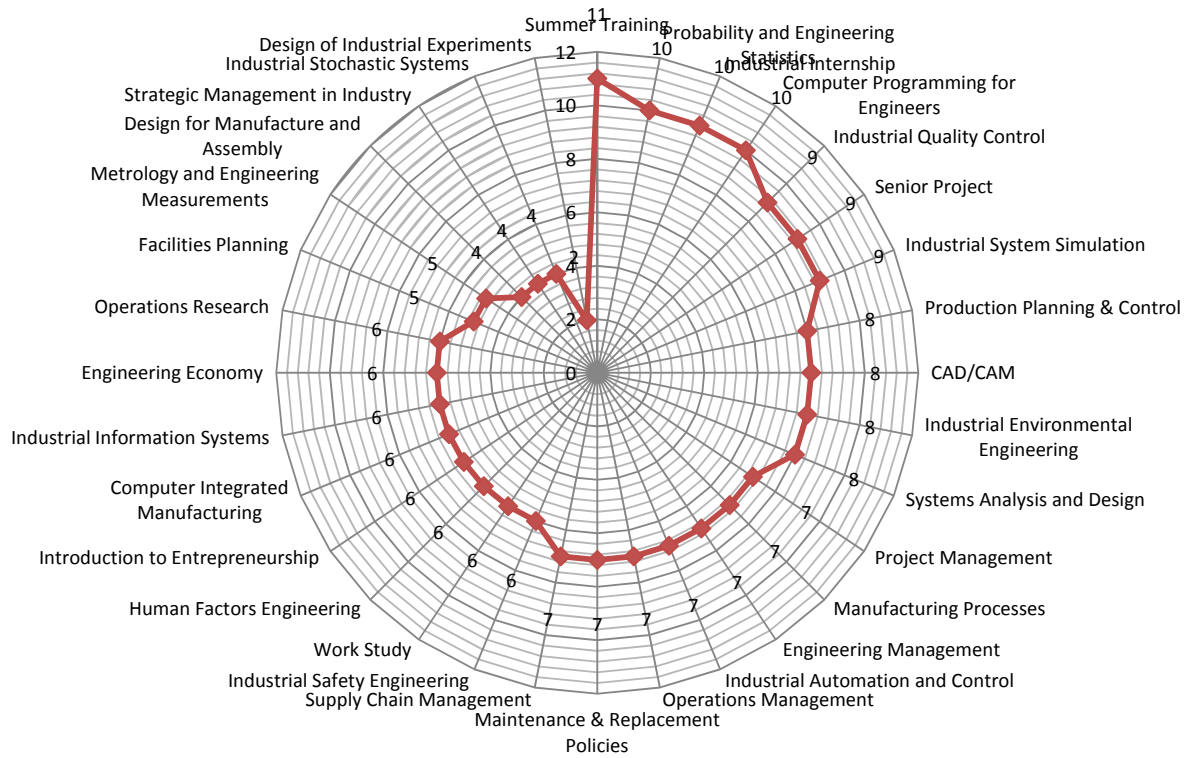 11
Summer Training
12
10
8
6
4
2
0
10
Probability and Engineering
Statistics
10
Industrial Internship
10
Computer Programming for
Engineers
9
Industrial Quality Control
9
Senior Project
9
Industrial System Simulation
8
Production Planning & Control
8
CAD/CAM
8
Industrial Environmental
Engineering
8
Systems Analysis and Design
7
Project Management
7
Manufacturing Processes
7
Engineering Management
7
Industrial Automation and Control
7
Operations Management
7
Maintenance & Replacement
Policies
7
Supply Chain Management
6
Industrial Safety Engineering
6
Work Study
6
Human Factors Engineering
6
Introduction to Entrepreneurship
6
Computer Integrated
Manufacturing
6
Industrial Information Systems
6
Engineering Economy
6
Operations Research
5
Facilities Planning
5
Metrology and Engineering
Measurements
4
Design for Manufacture and
Assembly
4
Strategic Management in Industry
4
Industrial Stochastic Systems
2
Design of Industrial Experiments